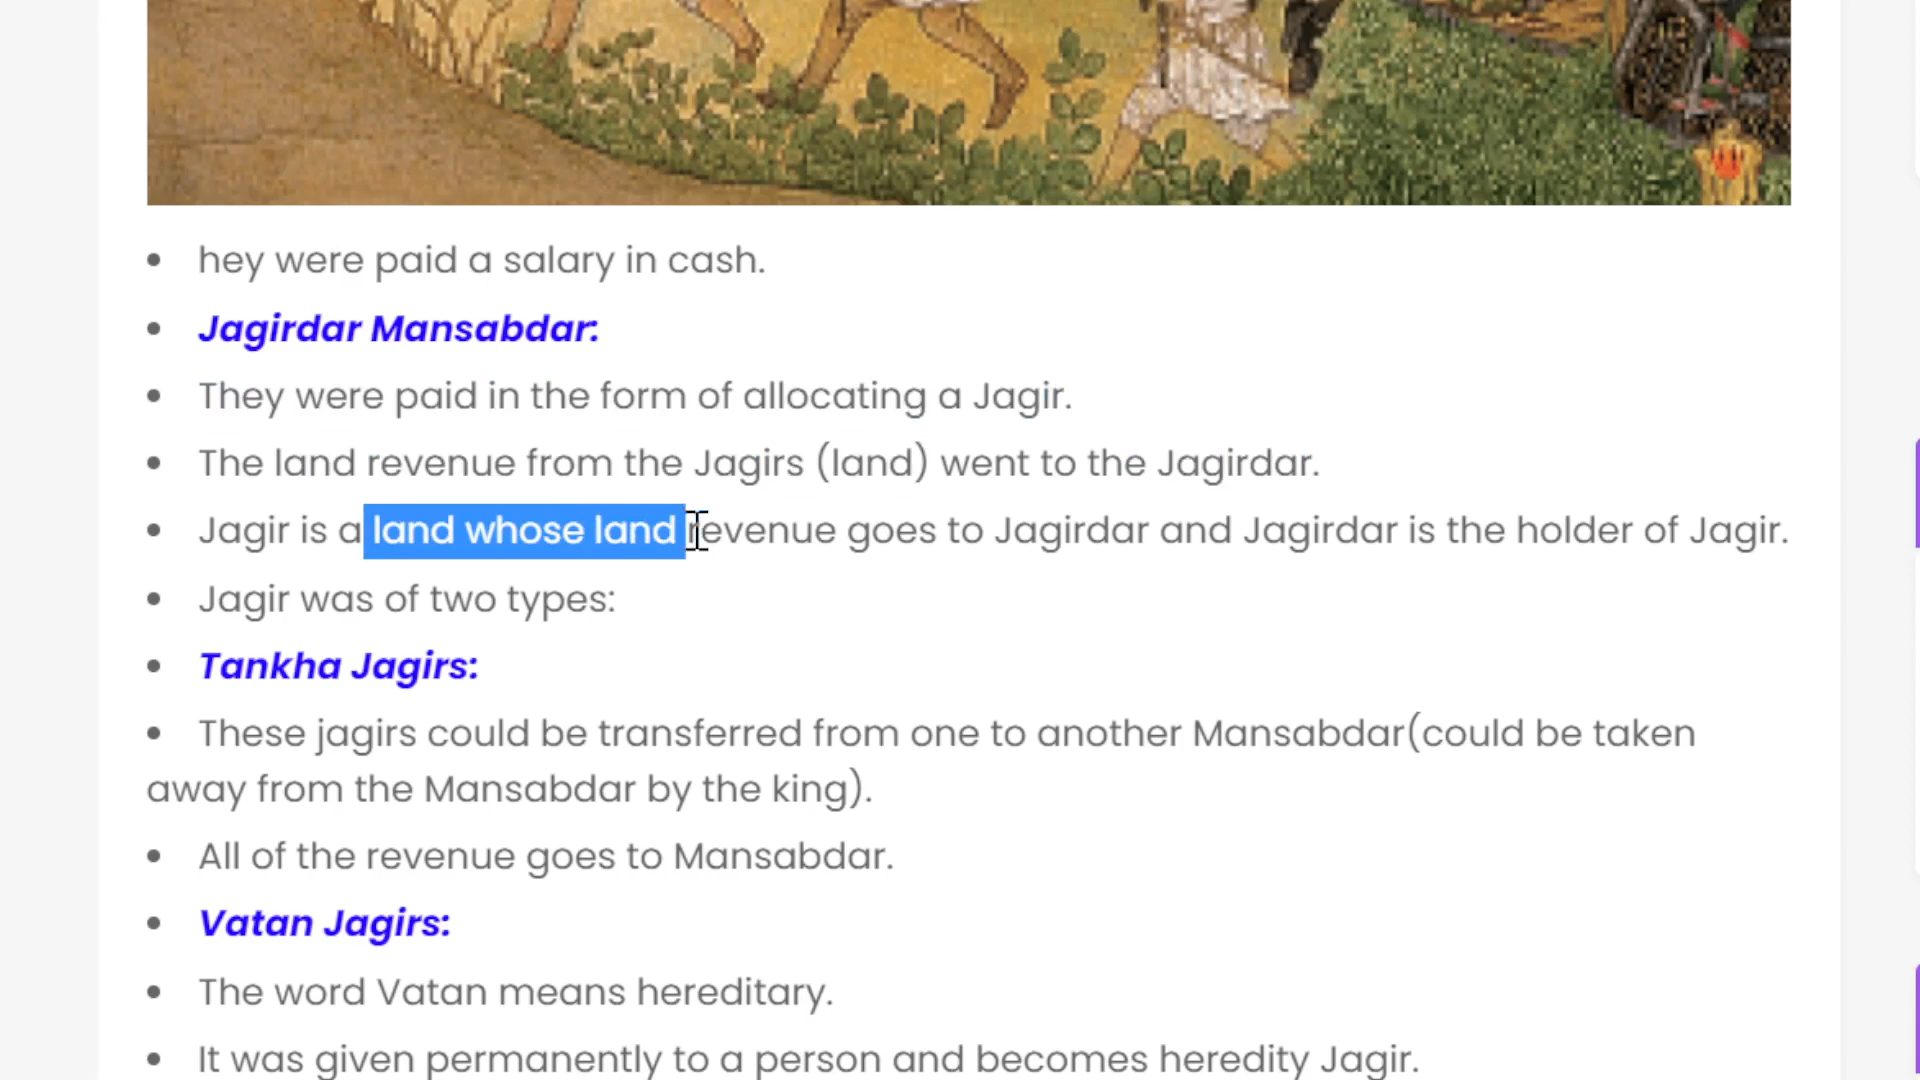 • hey were paid a salary in cash.
• Jagirdar Mansabdar:
• They were paid in the form of allocating a Jagir.
• The land revenue from the Jagirs (land) went to the Jagirdar.
• Jagir is a land whose land revenue goes to Jagirdar and Jagirdar is the holder of Jagir.
• Jagir was of two types:
• Tankha Jagirs:
• These jagirs could be transferred from one to another Mansabdar(could be taken
away from the Mansabdar by the king).
• All of the revenue goes to Mansabdar.
• Vatan Jagirs:
• The word Vatan means hereditary.
• It was given permanently to a person and becomes heredity Jagir.